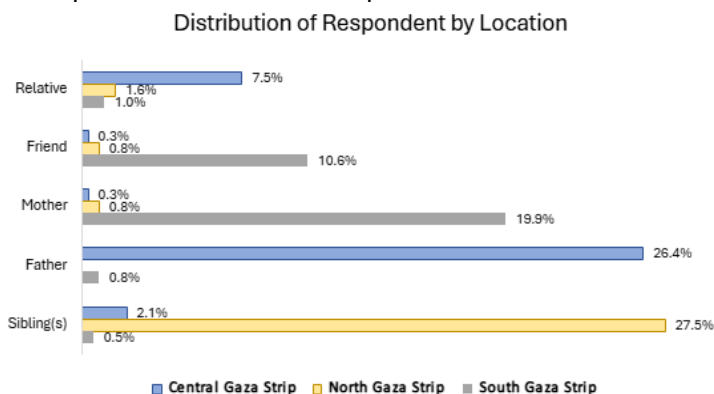 Distribution of Respondent by Location
Relative
7.5%
1.6%
1.0%
Friend
0.3%
0.8%
10.6%
Mother
0.3%
0.8%
19.9%
Father
26.4%
0.8%
Sibling(s)
2.1%
27.5%
0.5%
Central Gaza Strip North Gaza Strip South Gaza Strip